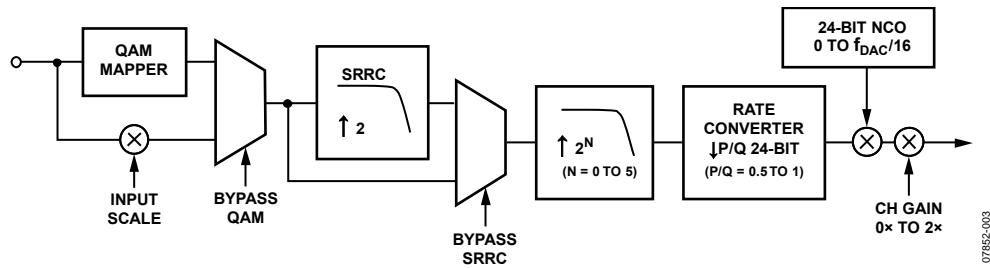 QAM
MAPPER
INPUT
SCALE
BYPASS
QAM
SRRC
↑ 2
BYPASS
SRRC
↑ 2^N
(N = 0 TO 5)
RATE
CONVERTER
↓P/Q 24-BIT
(P/Q = 0.5 TO 1)
24-BIT NCO
0 TO fDAC/16
CH GAIN
0× TO 2×
07852-003